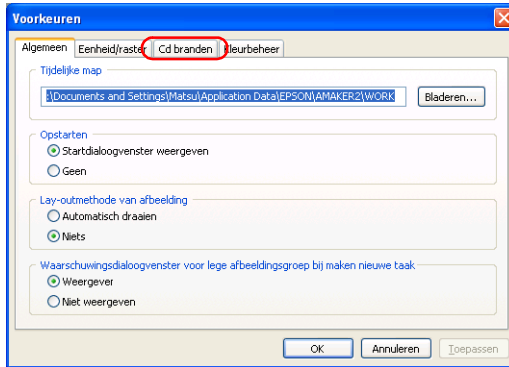 Voorkeuren
Algemeen Eenheid/raster Cd branden Kleurbeheer
Tijdelijke map
:\Documents and Settings\Matsu\Application Data\EPSON\AMAKER2\WORK Bladeren...
Opstarten
Startdialoogvenster weergeven
Geen
Lay-outmethode van afbeelding
Automatisch draaien
Niets
Waarschuwingsdialoogvenster voor lege afbeeldingsgroep bij maken nieuwe taak
Weergever
Niet weergeven
OK Annuleren Toepassen